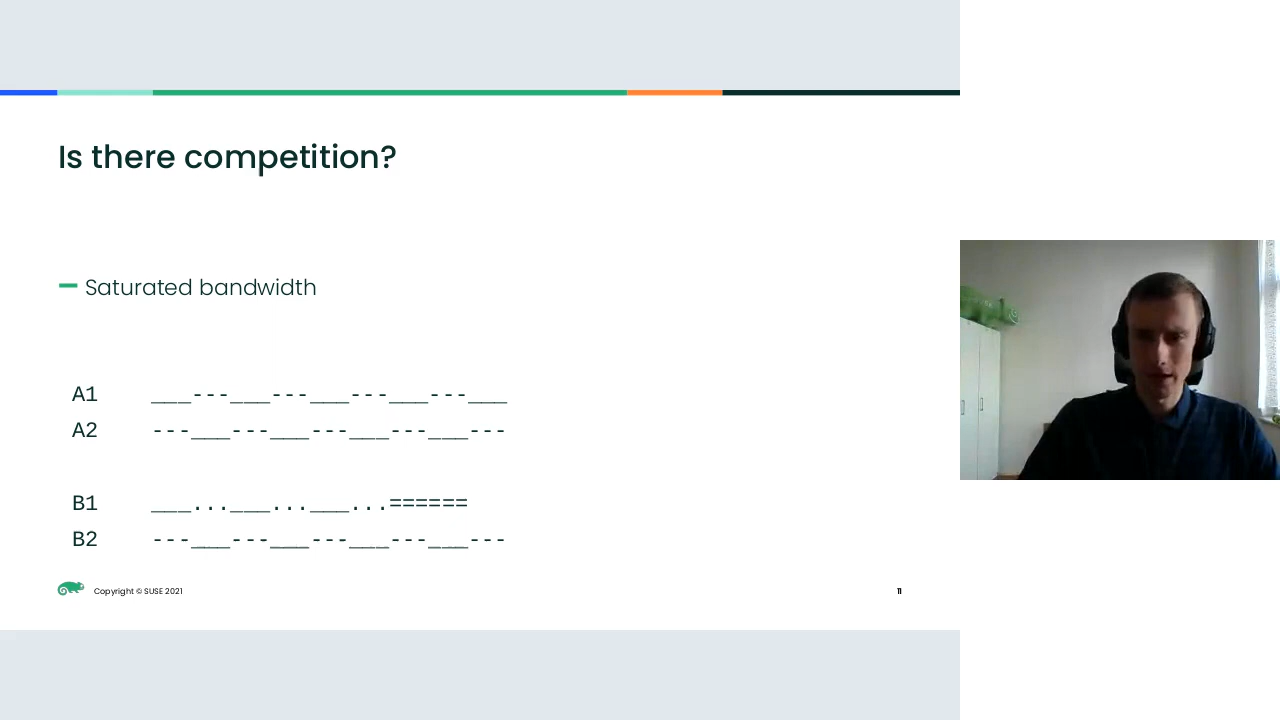 Is there competition?
Saturated bandwidth
A1 ___---___---___---___---___
A2 ---___---___---___---___---
B1 ___...___...___...======
B2 ---___---___---___---___---
Copyright © SUSE 2021
11